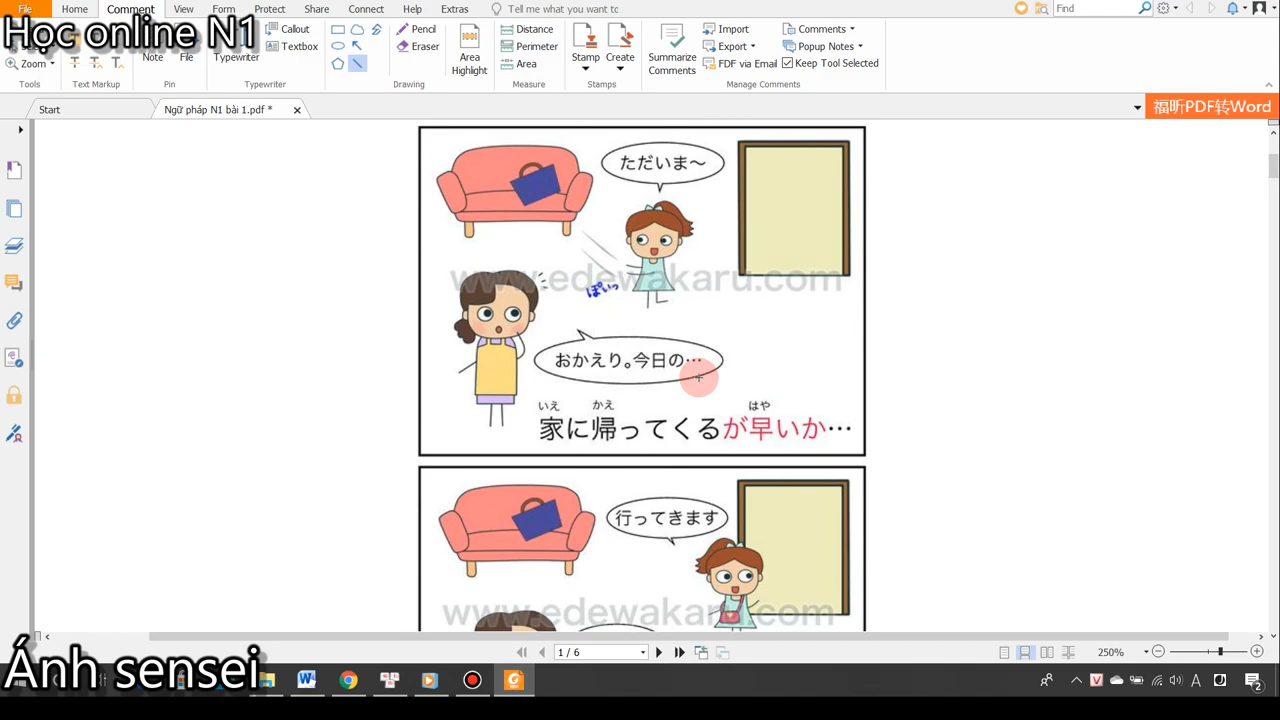 File Home Comment View Form Protect Share Connect Help Extras Tell me what you want tc Find
Học online N1
Zoom
Note
File
Typewriter
Callout
Textbox
Pencil
Eraser
Area
Highlight
Distance
Perimeter
Area
Stamp
Create
Summarize
Comments
Import
Export
FDF via Email
Comments
Popup Notes
Keep Tool Selected
Tools Text Markup Typewriter Drawing Measure Stamps Manage Comments
Start
Ngữ pháp N1 bài 1.pdf *
福昕PDF转Word
ただいま～
www.edewakaru.com
ぽいっ
おかえり。今日の…
いえ かえ はや
家に帰ってくるが早いか…
行ってきます
www.edewakaru.com
1 / 6
250%
Ánh sensei
2